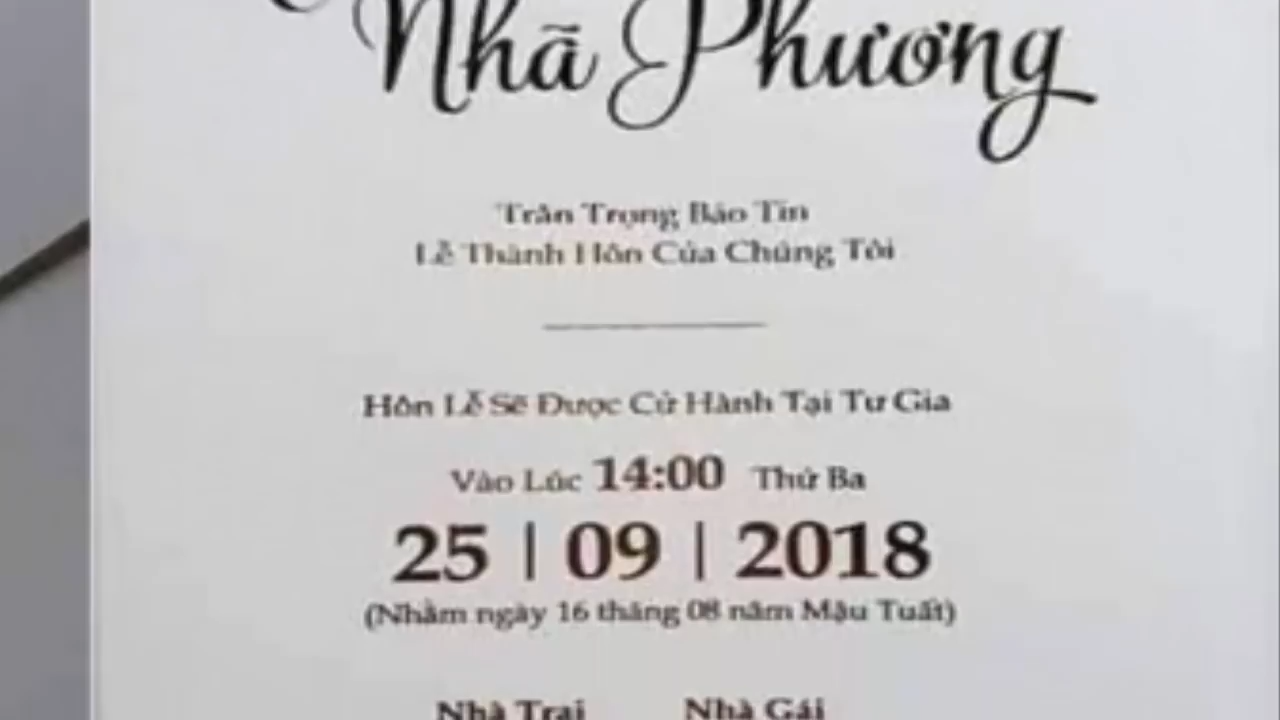 Nhã Phương
Trân Trọng Báo Tin
Lễ Thành Hôn Của Chúng Tôi
Hôn Lễ Sẽ Được Cử Hành Tại Tư Gia
Vào Lúc 14:00 Thứ Ba
25 | 09 | 2018
(Nhằm ngày 16 tháng 08 năm Mậu Tuất)
Nhà Trai Nhà Gái